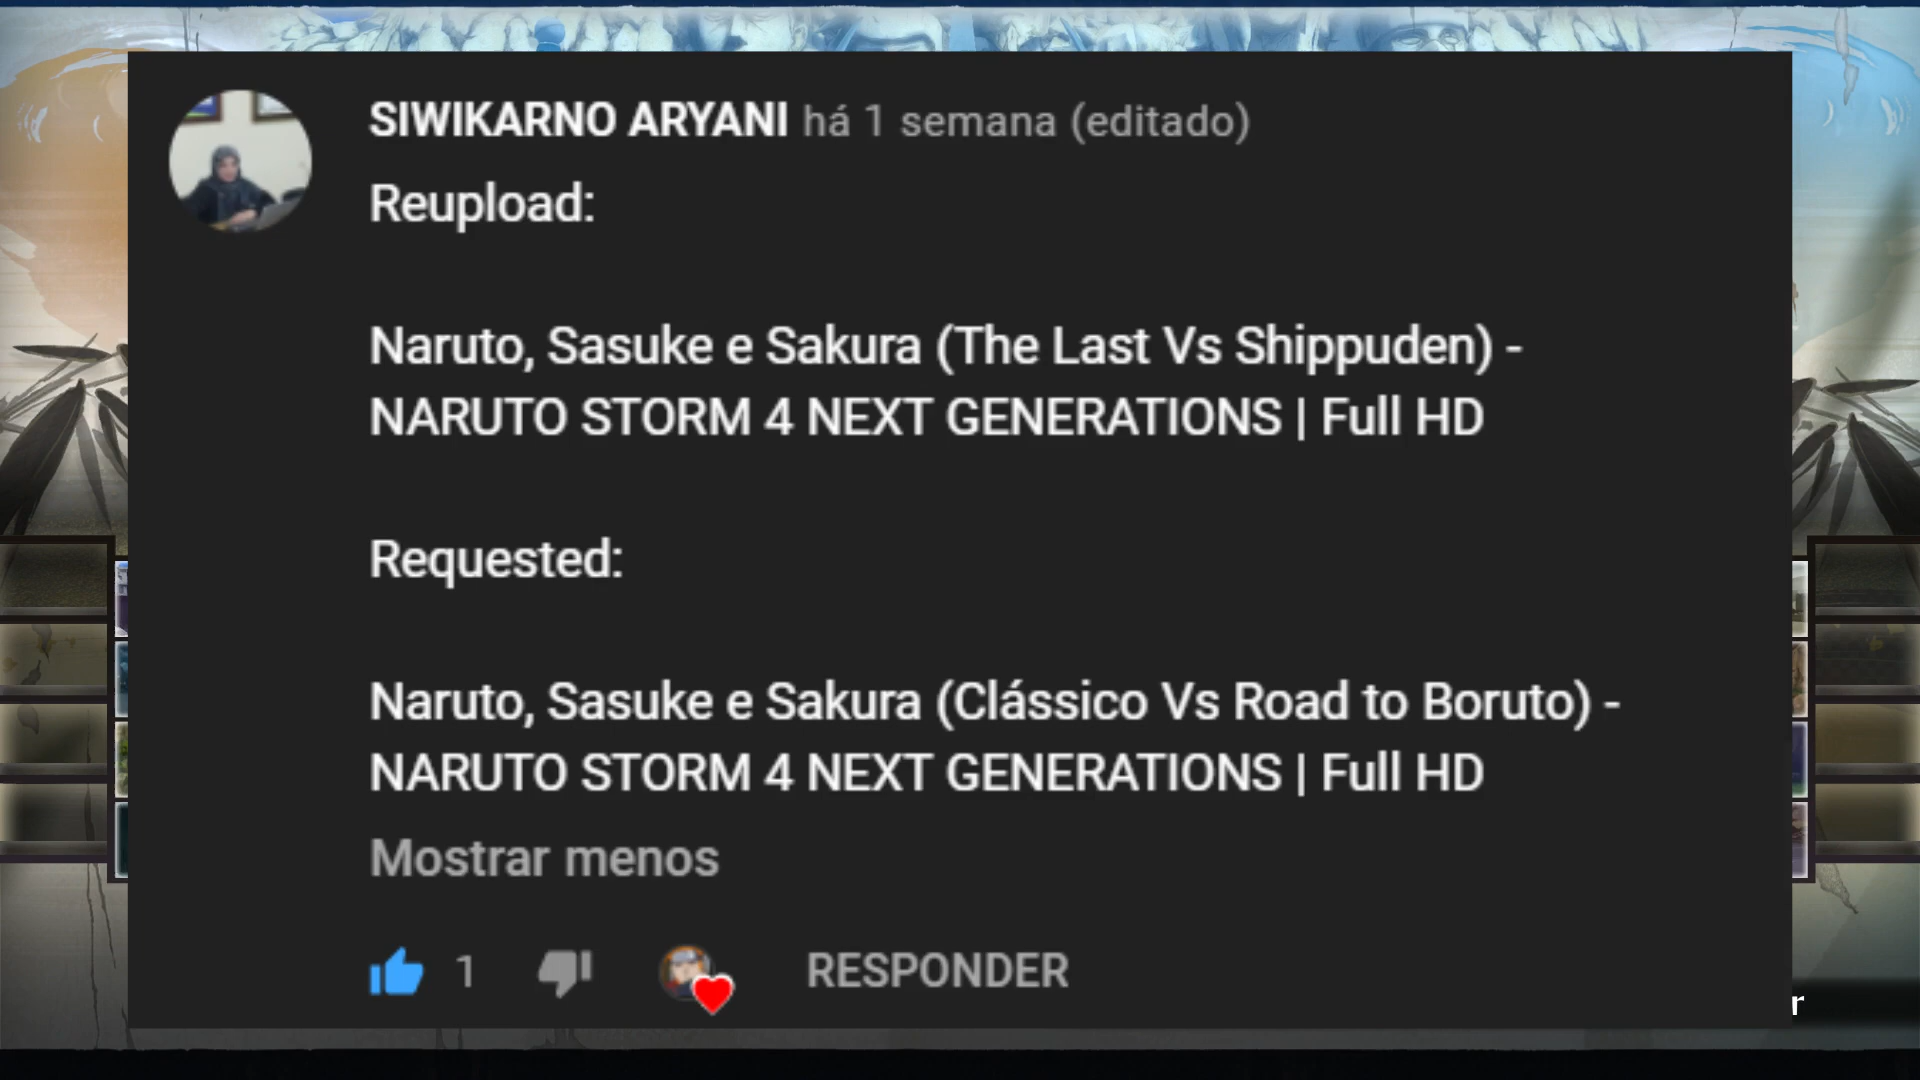 SIWIKARNO ARYANI há 1 semana (editado)
Reupload:
Naruto, Sasuke e Sakura (The Last Vs Shippuden) -
NARUTO STORM 4 NEXT GENERATIONS | Full HD
Requested:
Naruto, Sasuke e Sakura (Clássico Vs Road to Boruto) -
NARUTO STORM 4 NEXT GENERATIONS | Full HD
Mostrar menos
1 RESPONDER
r